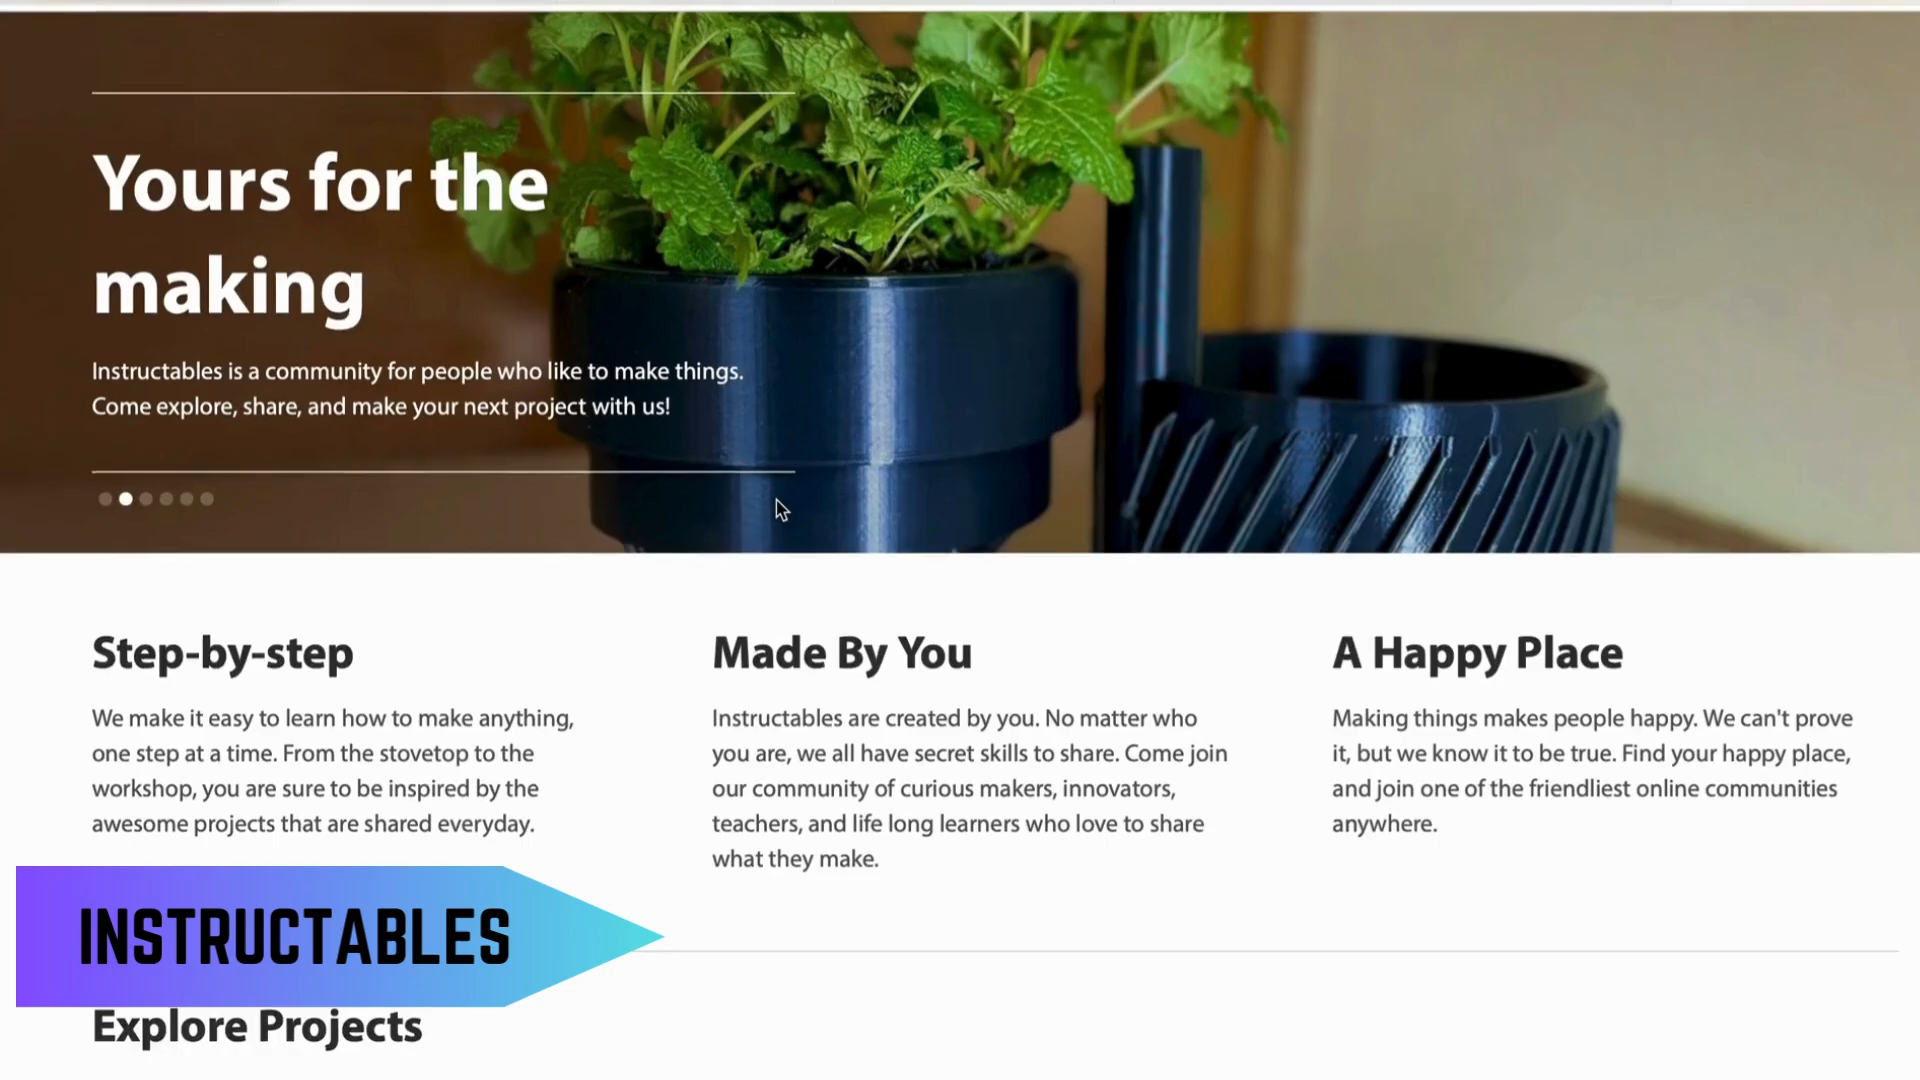 Yours for the
making
Instructables is a community for people who like to make things.
Come explore, share, and make your next project with us!
Step-by-step
We make it easy to learn how to make anything,
one step at a time. From the stovetop to the
workshop, you are sure to be inspired by the
awesome projects that are shared everyday.
Made By You
Instructables are created by you. No matter who
you are, we all have secret skills to share. Come join
our community of curious makers, innovators,
teachers, and life long learners who love to share
what they make.
A Happy Place
Making things makes people happy. We can't prove
it, but we know it to be true. Find your happy place,
and join one of the friendliest online communities
anywhere.
INSTRUCTABLES
Explore Projects